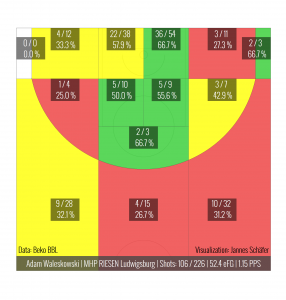 0 / 0
0.0 %
4 / 12
33.3 %
22 / 38
57.9 %
36 / 54
66.7 %
3 / 11
27.3 %
2 / 3
66.7%
1 / 4
25.0 %
5 / 10
50.0 %
5 / 9
55.6 %
3 / 7
42.9 %
2 / 3
66.7%
9 / 28
32.1 %
4 / 15
26.7 %
10 / 32
31.2 %
Data: Beko BBL
Visualization: Jannes Schäfer
Adam Waleskowski | MHP RIESEN Ludwigsburg | Shots: 106 / 226 | 52.4 eFG | 1.15 PPS